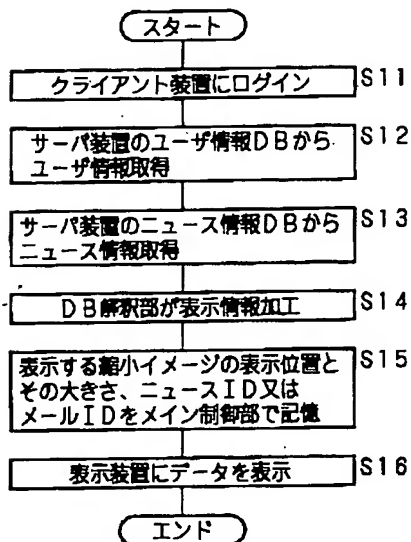 スタート
クライアント装置にログイン S11
サーバ装置のユーザ情報DBから S12
ユーザ情報取得
サーバ装置のニュース情報DBから S13
ニュース情報取得
DB解釈部が表示情報加工 S14
表示する縮小イメージの表示位置と S15
その大きさ、ニュースID又は
メールIDをメイン制御部で記憶
表示装置にデータを表示 S16
エンド